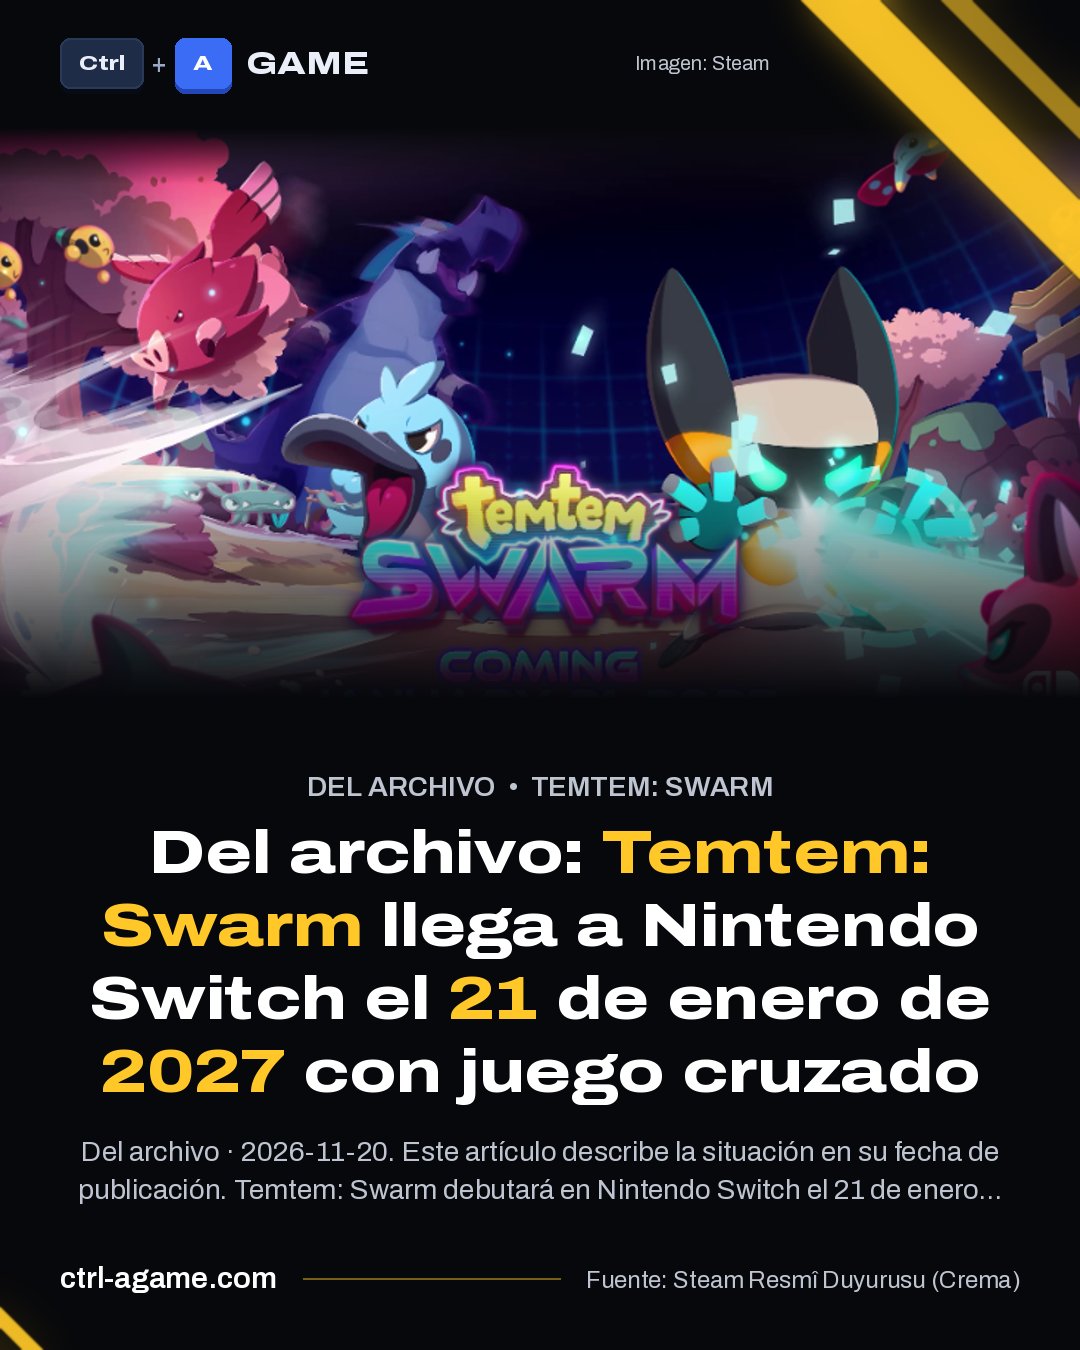 Ctrl + A GAME
Imagen: Steam
temtem
SWARM
COMING
DEL ARCHIVO • TEMTEM: SWARM
Del archivo: Temtem:
Swarm llega a Nintendo
Switch el 21 de enero de
2027 con juego cruzado
Del archivo · 2026-11-20. Este artículo describe la situación en su fecha de
publicación. Temtem: Swarm debutará en Nintendo Switch el 21 de enero...
ctrl-agame.com
Fuente: Steam Resmî Duyurusu (Crema)